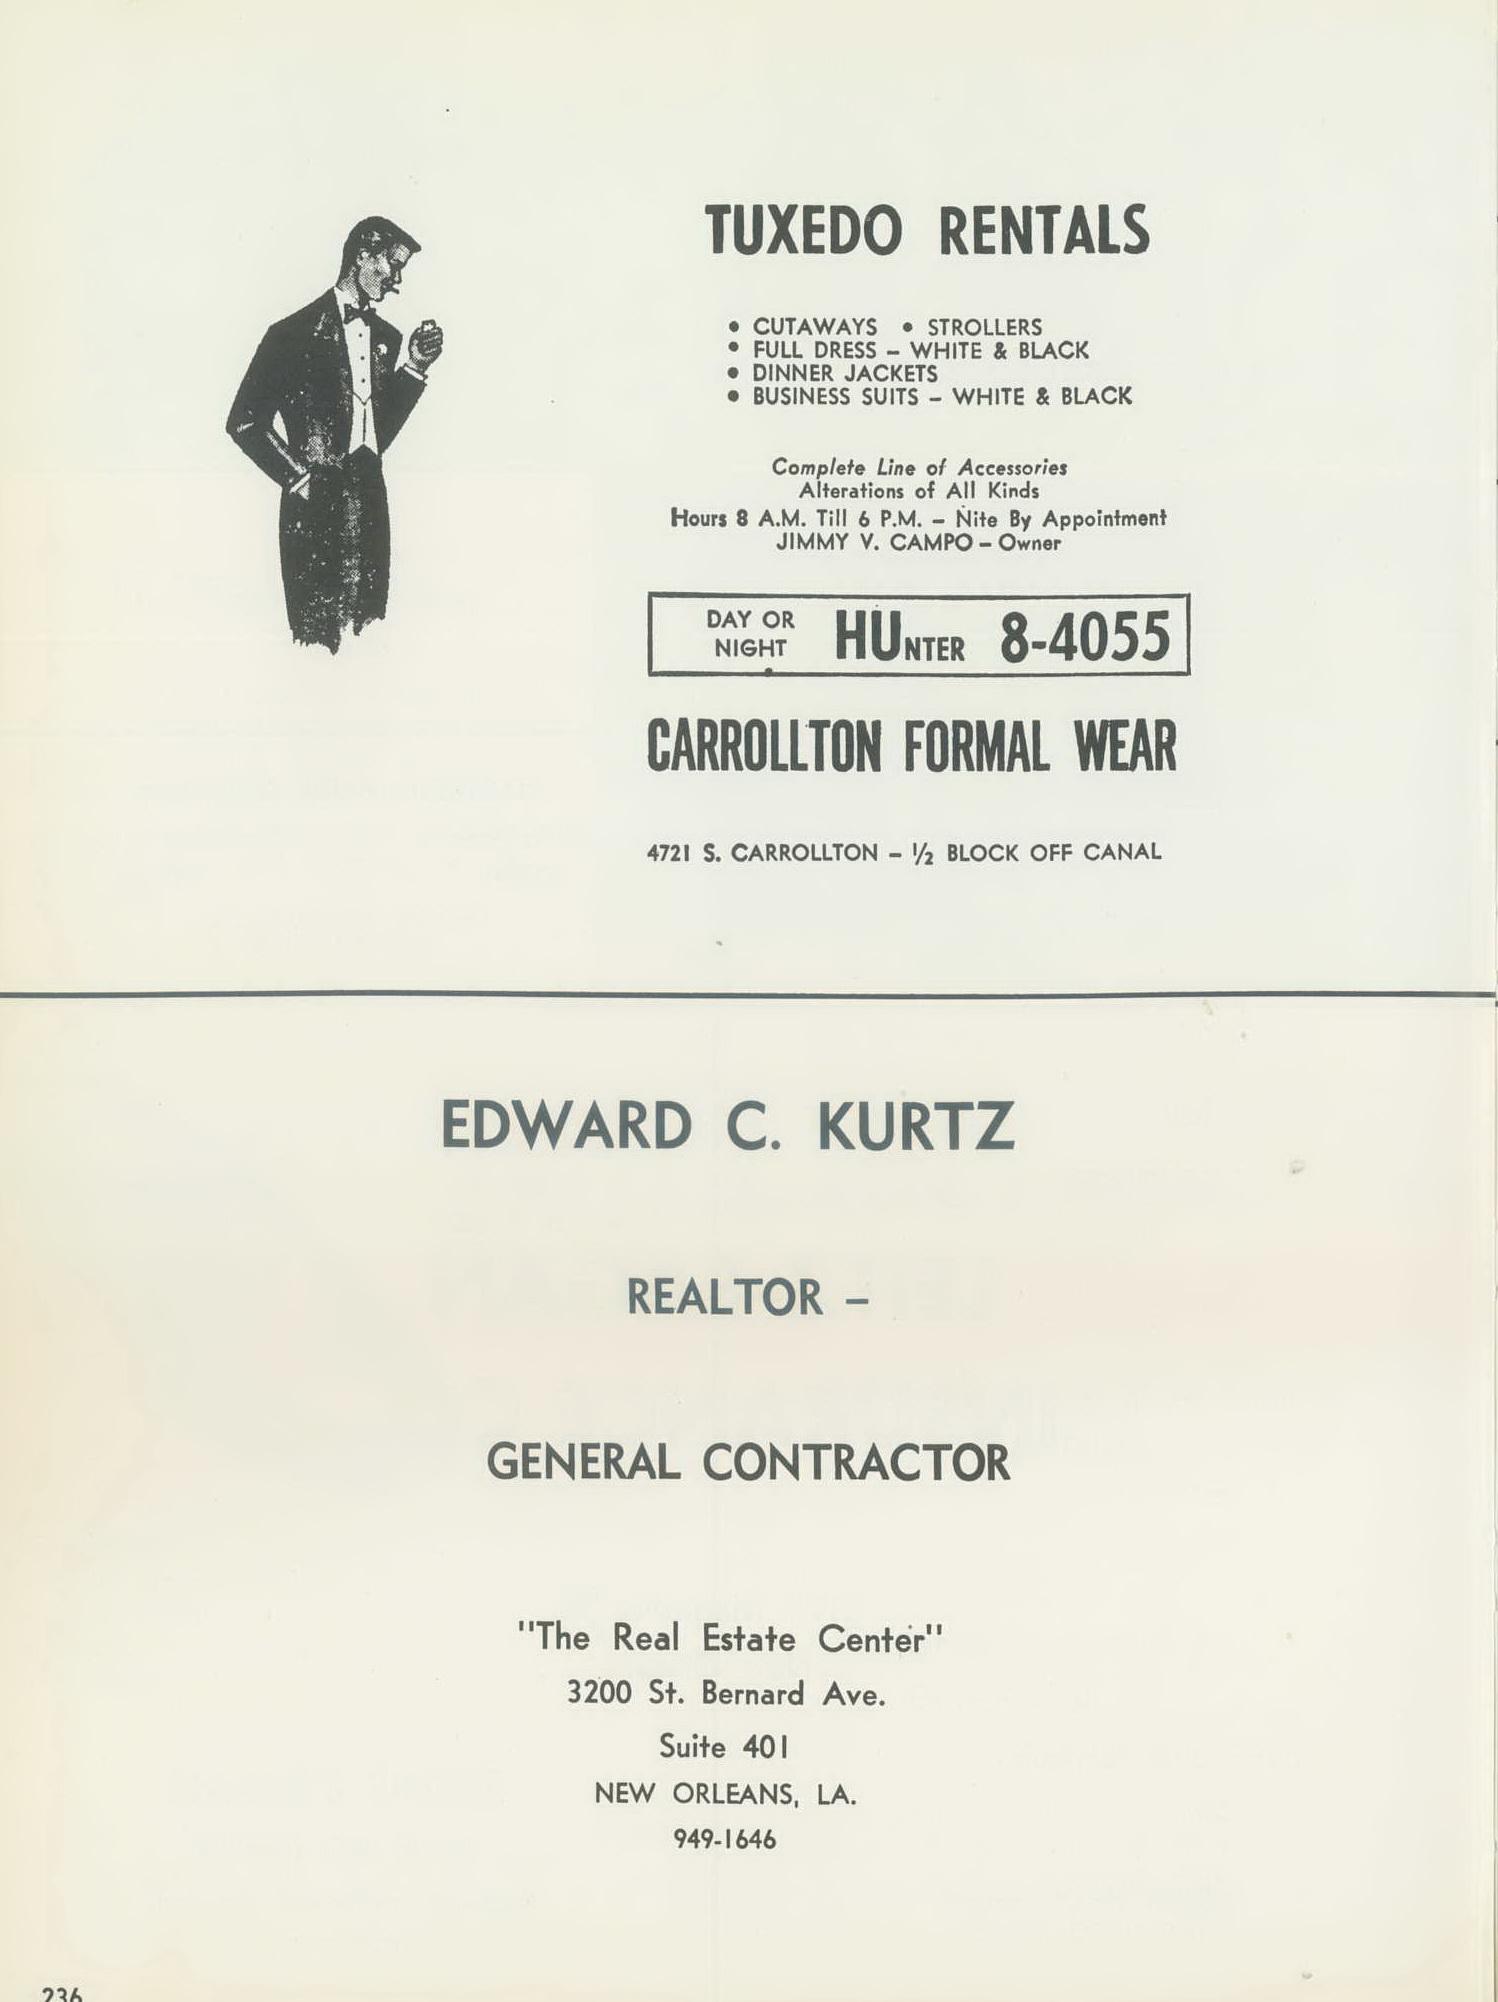 TUXEDO RENTALS
• CUTAWAYS • STROLLERS
• FULL DRESS – WHITE & BLACK
• DINNER JACKETS
• BUSINESS SUITS – WHITE & BLACK
Complete Line of Accessories
Alterations of All Kinds
Hours 8 A.M. Till 6 P.M. – Nite By Appointment
JIMMY V. CAMPO – Owner
DAY OR NIGHT HUNTER 8-4055
CARROLLTON FORMAL WEAR
4721 S. CARROLLTON – ½ BLOCK OFF CANAL
EDWARD C. KURTZ
REALTOR –
GENERAL CONTRACTOR
"The Real Estate Center"
3200 St. Bernard Ave.
Suite 401
NEW ORLEANS, LA.
949-1646
236